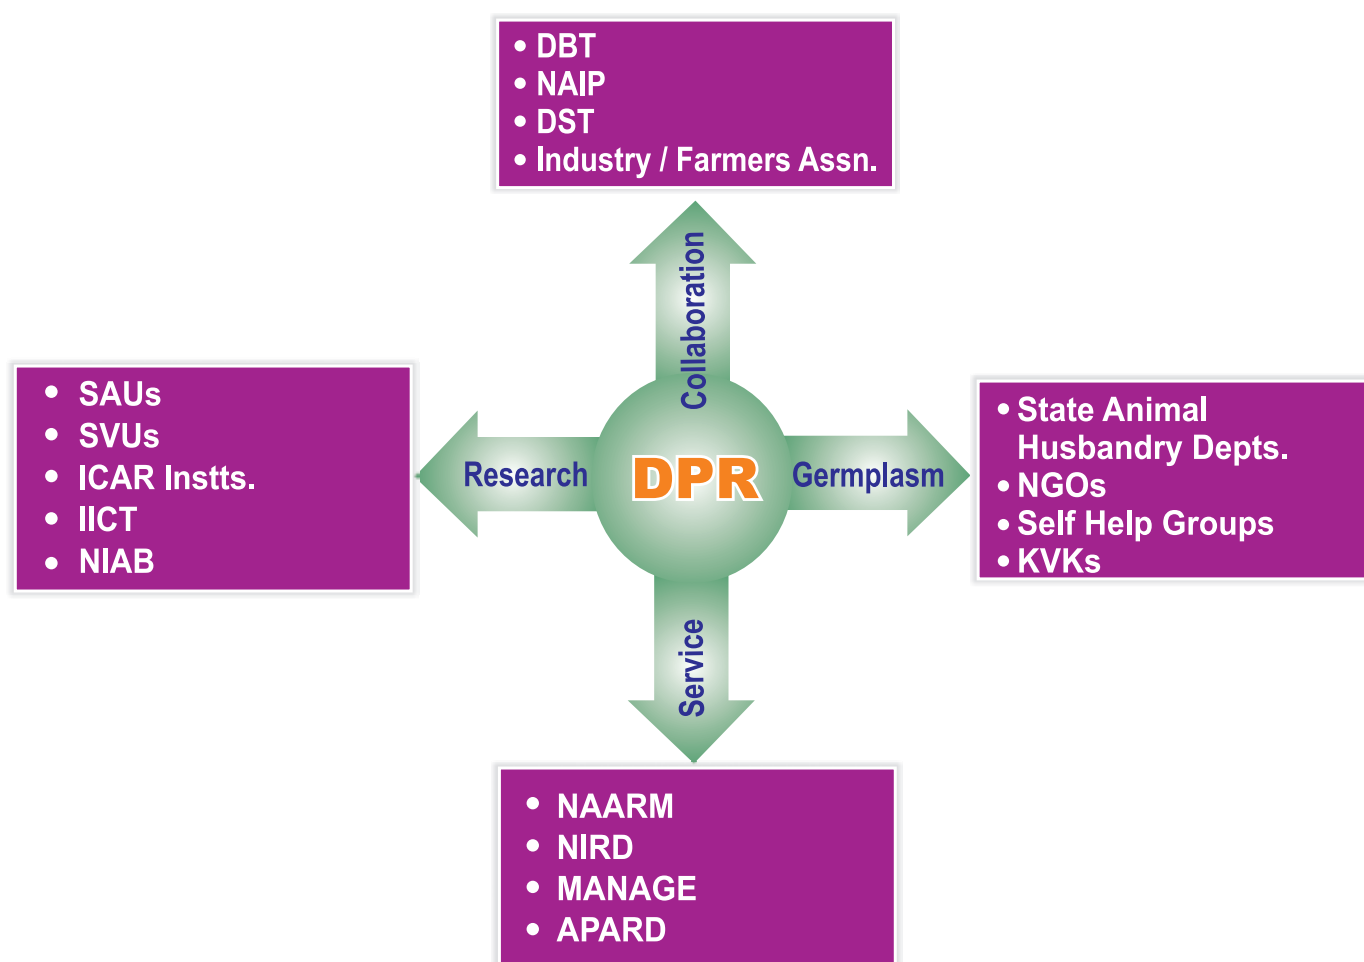 • DBT
• NAIP
• DST
• Industry / Farmers Assn.
Collaboration
• SAUs
• SVUs
• ICAR Instts.
• IICT
• NIAB
Research
DPR
Germplasm
• State Animal
Husbandry Depts.
• NGOs
• Self Help Groups
• KVKs
Service
• NAARM
• NIRD
• MANAGE
• APARD